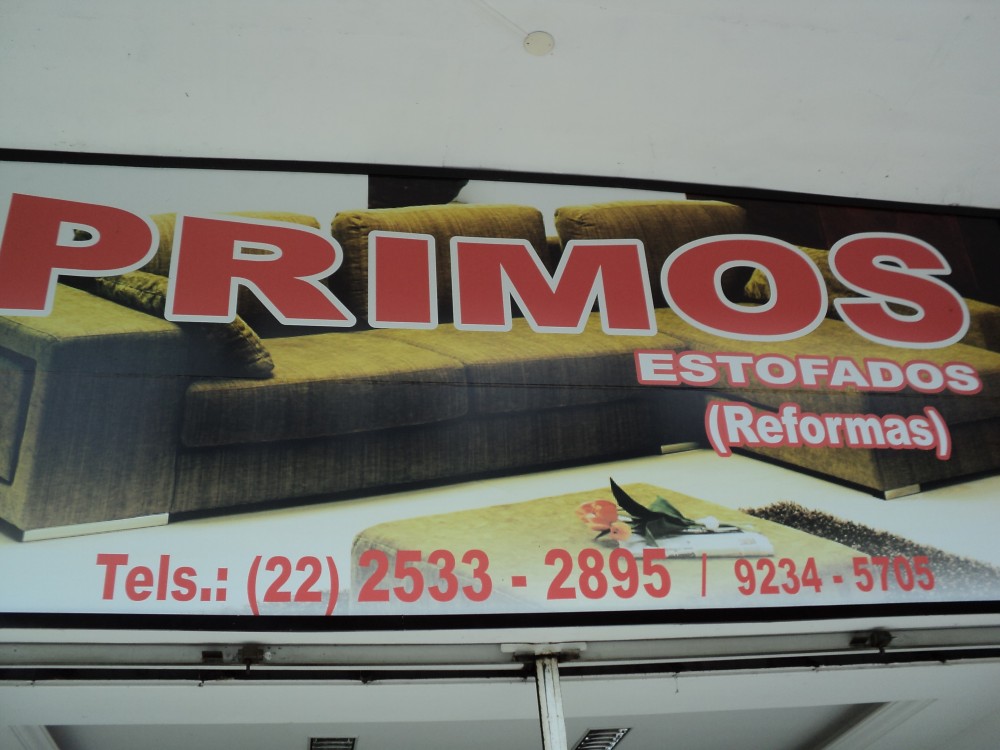 PRIMOS
ESTOFADOS
(Reformas)
Tels.: (22) 2533 - 2895 / 9234 - 5705